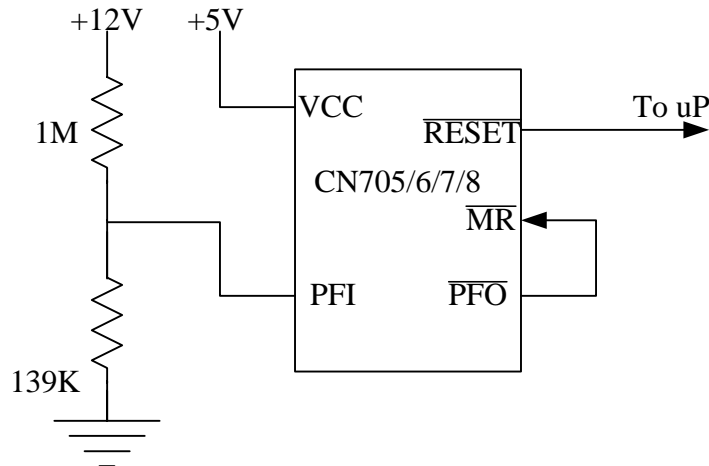 +12V
+5V
VCC
RESET
To uP
1M
CN705/6/7/8
MR
PFI
PFO
139K